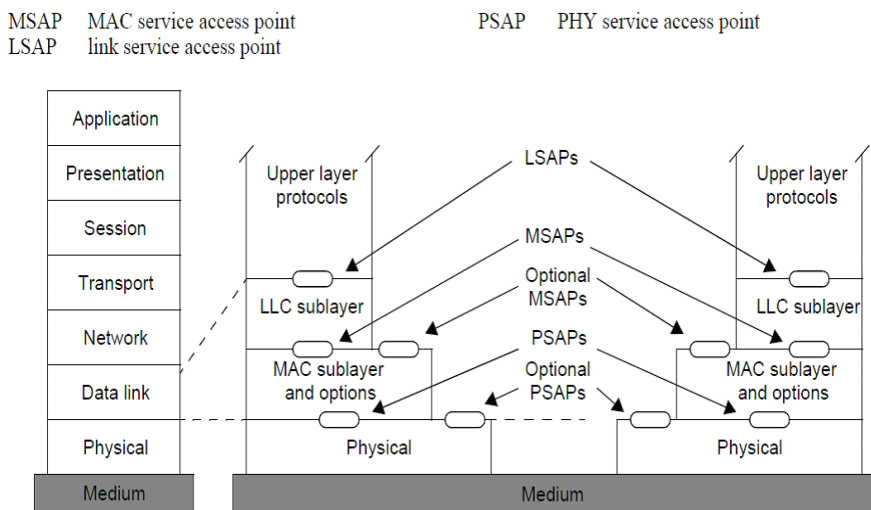 MSAP MAC service access point PSAP PHY service access point
LSAP link service access point
Application
Presentation
Session
Transport
Network
Data link
Physical
Medium
Upper layer
protocols
LLC sublayer
MAC sublayer
and options
Physical
LSAPs
MSAPs
Optional
MSAPs
PSAPs
Optional
PSAPs
Upper layer
protocols
LLC sublayer
MAC sublayer
and options
Physical
Medium